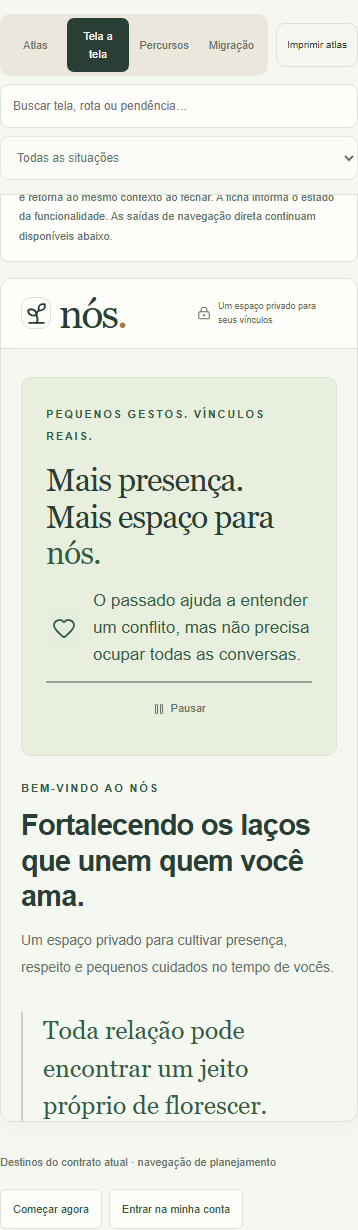 Atlas
Tela a
tela
Percursos
Migração
Imprimir atlas
Buscar tela, rota ou pendência…
Todas as situações
e retorna ao mesmo contexto ao fechar. A ficha informa o estado
da funcionalidade. As saídas de navegação direta continuam
disponíveis abaixo.
nós.
Um espaço privado para
seus vínculos
PEQUENOS GESTOS. VÍNCULOS
REAIS.
Mais presença.
Mais espaço para
nós.
O passado ajuda a entender
um conflito, mas não precisa
ocupar todas as conversas.
Pausar
BEM-VINDO AO NÓS
Fortalecendo os laços
que unem quem você
ama.
Um espaço privado para cultivar presença,
respeito e pequenos cuidados no tempo de vocês.
Toda relação pode
encontrar um jeito
próprio de florescer.
Destinos do contrato atual · navegação de planejamento
Começar agora
Entrar na minha conta